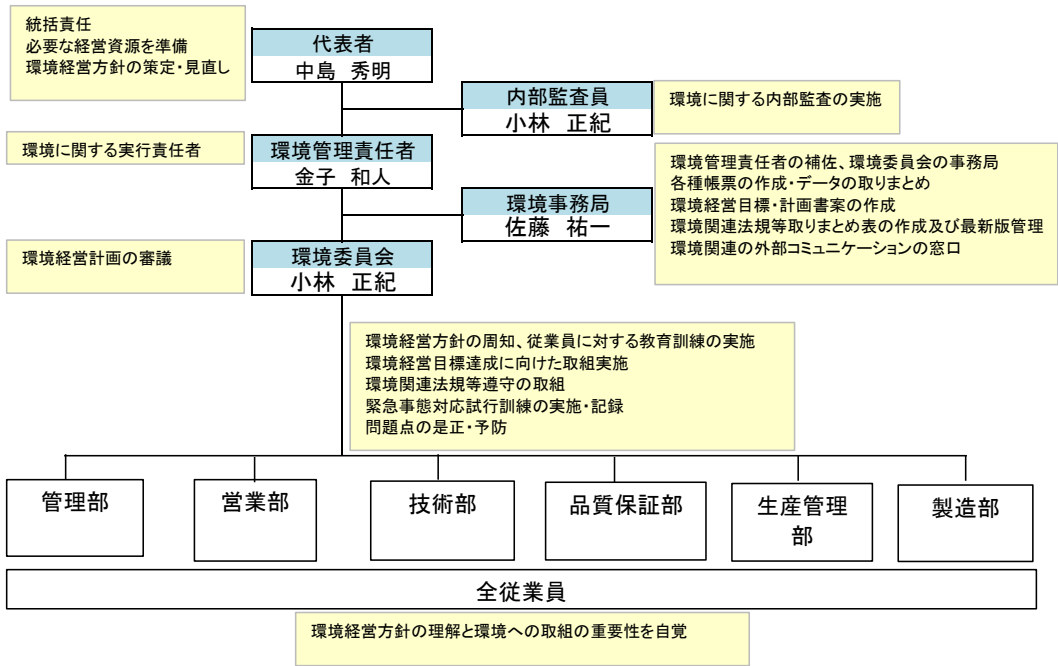 統括責任
必要な経営資源を準備
環境経営方針の策定・見直し
代表者
中島 秀明
内部監査員
小林 正紀
環境に関する内部監査の実施
環境に関する実行責任者
環境管理責任者
金子 和人
環境事務局
佐藤 祐一
環境管理責任者の補佐、環境委員会の事務局
各種帳票の作成・データの取りまとめ
環境経営目標・計画書案の作成
環境関連法規等取りまとめ表の作成及び最新版管理
環境関連の外部コミュニケーションの窓口
環境経営計画の審議
環境委員会
小林 正紀
環境経営方針の周知、従業員に対する教育訓練の実施
環境経営目標達成に向けた取組実施
環境関連法規等遵守の取組
緊急事態対応試行訓練の実施・記録
問題点の是正・予防
管理部
営業部
技術部
品質保証部
生産管理
部
製造部
全従業員
環境経営方針の理解と環境への取組の重要性を自覚